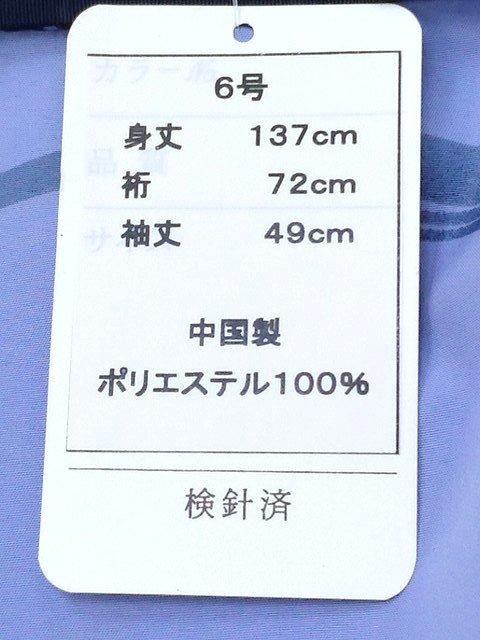 6号
身丈 137cm
裄 72cm
袖丈 49cm
中国製
ポリエステル100%
検針済